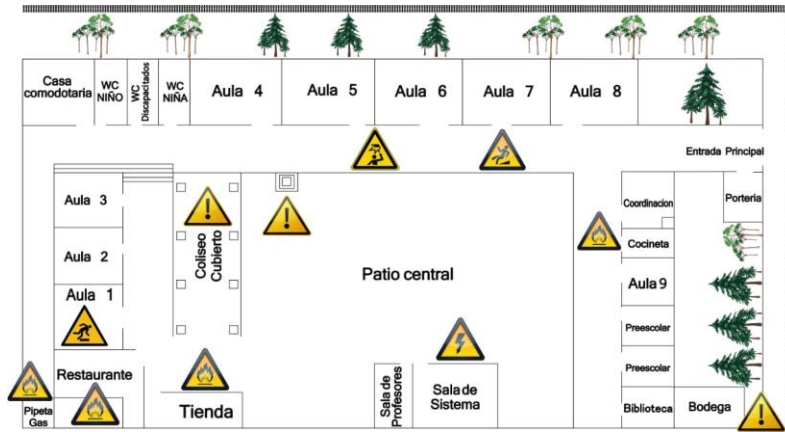 Casa
comodotaria
WC
NIÑO
WC
Discapacitados
WC
NIÑA
Aula 4
Aula 5
Aula 6
Aula 7
Aula 8
Entrada Principal
Aula 3
Aula 2
Aula 1
Coliseo
Cubierto
Patio central
Coordinacion
Porteria
Cocineta
Aula 9
Preescolar
Preescolar
Restaurante
Pipeta
Gas
Tienda
Sala de
Profesores
Sala de
Sistema
Biblioteca
Bodega